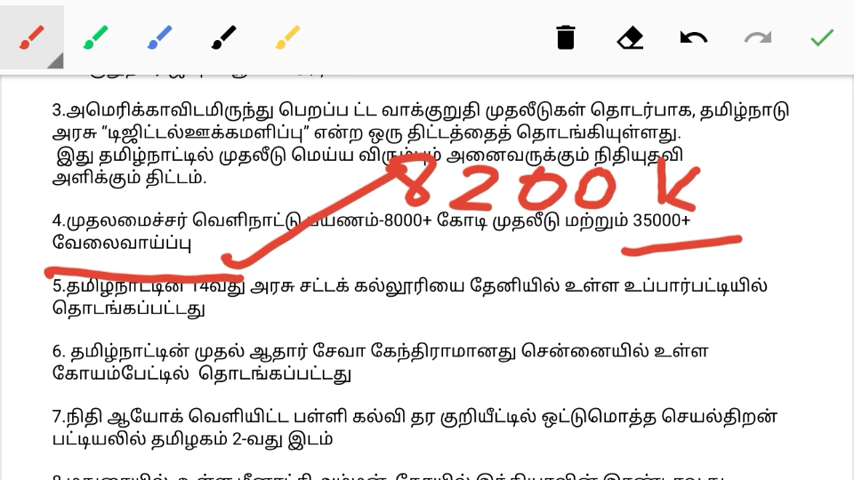 3.அமெரிக்காவிடமிருந்து பெறப்ப ட்ட வாக்குறுதி முதலீடுகள் தொடர்பாக, தமிழ்நாடு
அரசு “டிஜிட்டல்ஊக்கமளிப்பு” என்ற ஒரு திட்டத்தைத் தொடங்கியுள்ளது.
இது தமிழ்நாட்டில் முதலீடு மெய்ய விரும்பும் அனைவருக்கும் நிதியுதவி
அளிக்கும் திட்டம்.
8200 K
4.முதலமைச்சர் வெளிநாட்டு பயணம்-8000+ கோடி முதலீடு மற்றும் 35000+
வேலைவாய்ப்பு
5.தமிழ்நாட்டின் 14வது அரசு சட்டக் கல்லூரியை தேனியில் உள்ள உப்பார்பட்டியில்
தொடங்கப்பட்டது
6. தமிழ்நாட்டின் முதல் ஆதார் சேவா கேந்திராமானது சென்னையில் உள்ள
கோயம்பேட்டில் தொடங்கப்பட்டது
7.நிதி ஆயோக் வெளியிட்ட பள்ளி கல்வி தர குறியீட்டில் ஒட்டுமொத்த செயல்திறன்
பட்டியலில் தமிழகம் 2-வது இடம்